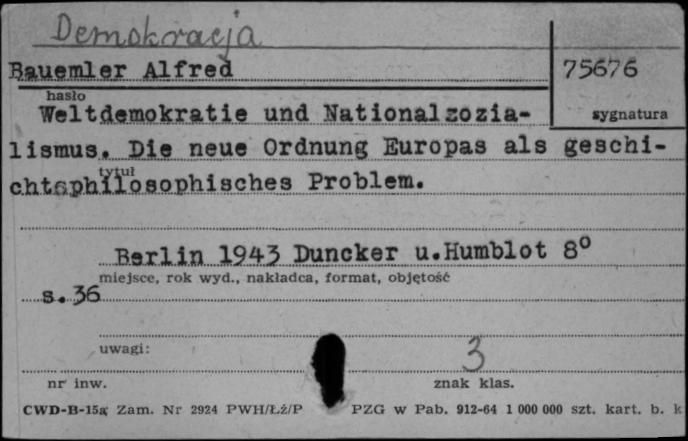 Demokracja
Bauemler Alfred
75676
hasło
Weltdemokratie und Nationalsozia-
sygnatura
lismus. Die neue Ordnung Europas als geschi-
tytuł
chtsphilosophisches Problem.
Berlin 1943 Duncker u.Humblot 8º
miejsce, rok wyd., nakładca, format, objętość
s. 36
uwagi:
3
nr inw.
znak klas.
CWD-B-15a; Zam. Nr 2924 PWH/Łż/P PZG w Pab. 912-64 1 000 000 szt. kart. b. k